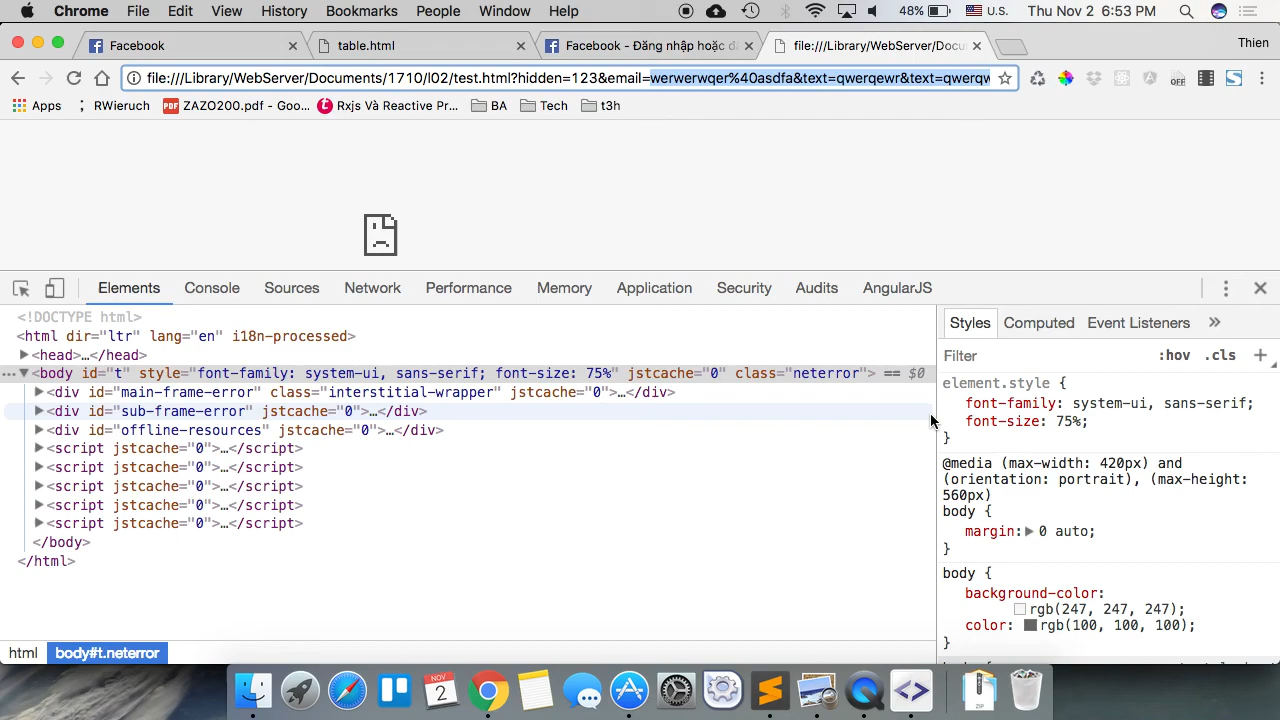 Chrome File Edit View History Bookmarks People Window Help 48% U.S. Thu Nov 2 6:53 PM
Facebook table.html Facebook - Đăng nhập hoặc đă file:///Library/WebServer/Docu Thien
file:///Library/WebServer/Documents/1710/l02/test.html?hidden=123&email=werwerwqer%40asdfa&text=qwerqewr&text=qwerqw
Apps RWieruch PDF ZAZO200.pdf - Goo... Rxjs Và Reactive Pr... BA Tech t3h
Elements Console Sources Network Performance Memory Application Security Audits AngularJS
<!DOCTYPE html>
<html dir="ltr" lang="en" i18n-processed>
<head>…</head>
<body id="t" style="font-family: system-ui, sans-serif; font-size: 75%" jstcache="0" class="neterror"> == $0
<div id="main-frame-error" class="interstitial-wrapper" jstcache="0">…</div>
<div id="sub-frame-error" jstcache="0">…</div>
<div id="offline-resources" jstcache="0">…</div>
<script jstcache="0">…</script>
<script jstcache="0">…</script>
<script jstcache="0">…</script>
<script jstcache="0">…</script>
<script jstcache="0">…</script>
</body>
</html>
html body#t.neterror
Styles Computed Event Listeners
Filter :hov .cls
element.style {
font-family: system-ui, sans-serif;
font-size: 75%;
}
@media (max-width: 420px) and
(orientation: portrait), (max-height:
560px)
body {
margin: 0 auto;
}
body {
background-color:
rgb(247, 247, 247);
color: rgb(100, 100, 100);
}
NOV
2
ZIP